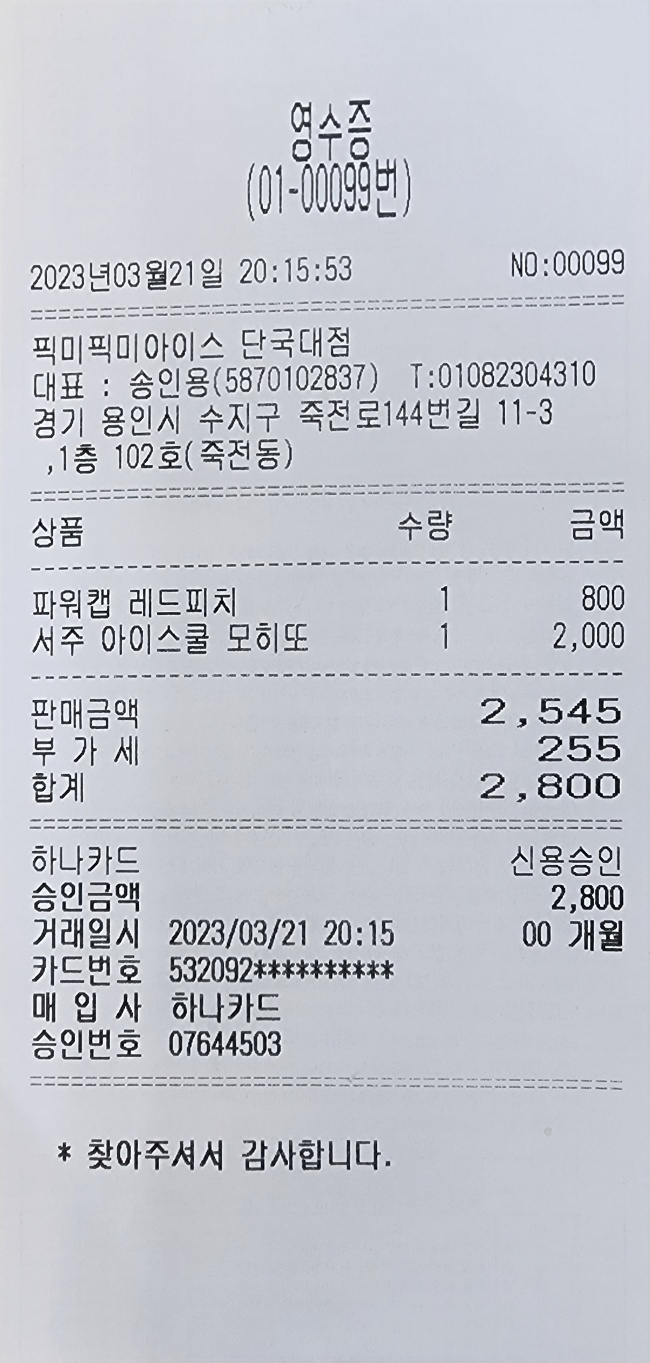 영수증
(01-00099번)
2023년03월21일 20:15:53 NO:00099
픽미픽미아이스 단국대점
대표 : 송인용(5870102837) T:01082304310
경기 용인시 수지구 죽전로144번길 11-3
,1층 102호(죽전동)
상품 수량 금액
파워캡 레드피치 1 800
서주 아이스쿨 모히또 1 2,000
판매금액 2,545
부 가 세 255
합계 2,800
하나카드 신용승인
승인금액 2,800
거래일시 2023/03/21 20:15 00 개월
카드번호 532092**********
매 입 사 하나카드
승인번호 07644503
* 찾아주셔서 감사합니다.